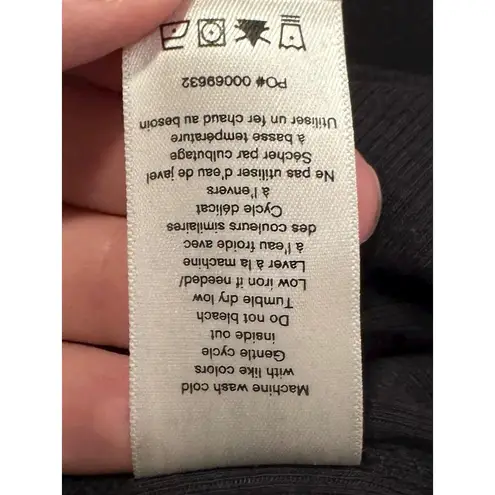 Machine wash cold
with like colors
Gentle cycle
inside out
Do not bleach
Tumble dry low
Low iron if needed/
Laver à la machine
à l'eau froide avec
des couleurs similaires
Cycle délicat
à l'envers
Ne pas utiliser d'eau de javel
Sécher par culbutage
à basse température
Utiliser un fer chaud au besoin
PO# 00069632